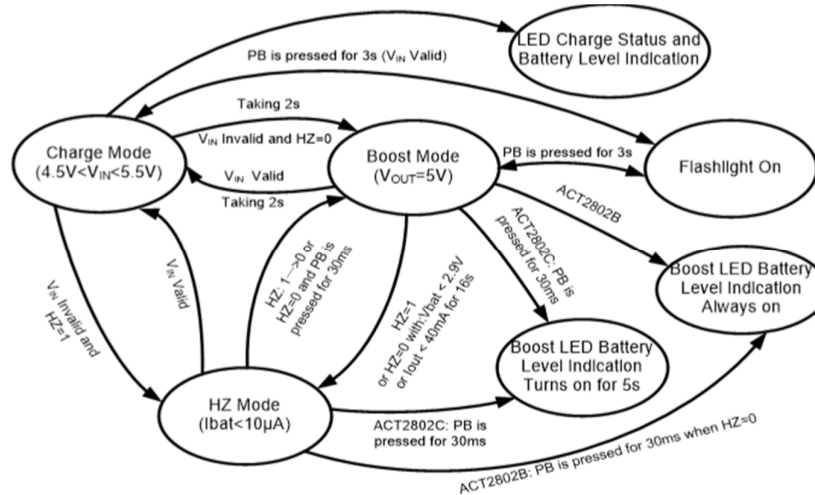 LED Charge Status and
Battery Level Indication
PB is pressed for 3s (VIN Valid)
Taking 2s
VIN Invalid and HZ=0
Charge Mode
(4.5V<VIN<5.5V)
Boost Mode
(VOUT=5V)
PB is pressed for 3s
Flashlight On
VIN Valid
Taking 2s
ACT2802B
ACT2802C: PB is
pressed for 30ms
Boost LED Battery
Level Indication
Always on
VIN Invalid and
HZ=1
VIN Valid
HZ: 1--->0 or
HZ=0 and PB is
pressed for 30ms
HZ=1
or HZ=0 with:Vbat < 2.9V
or Iout < 40mA for 16s
Boost LED Battery
Level Indication
Turns on for 5s
HZ Mode
(Ibat<10µA)
ACT2802C: PB is
pressed for 30ms
ACT2802B: PB is pressed for 30ms when HZ=0